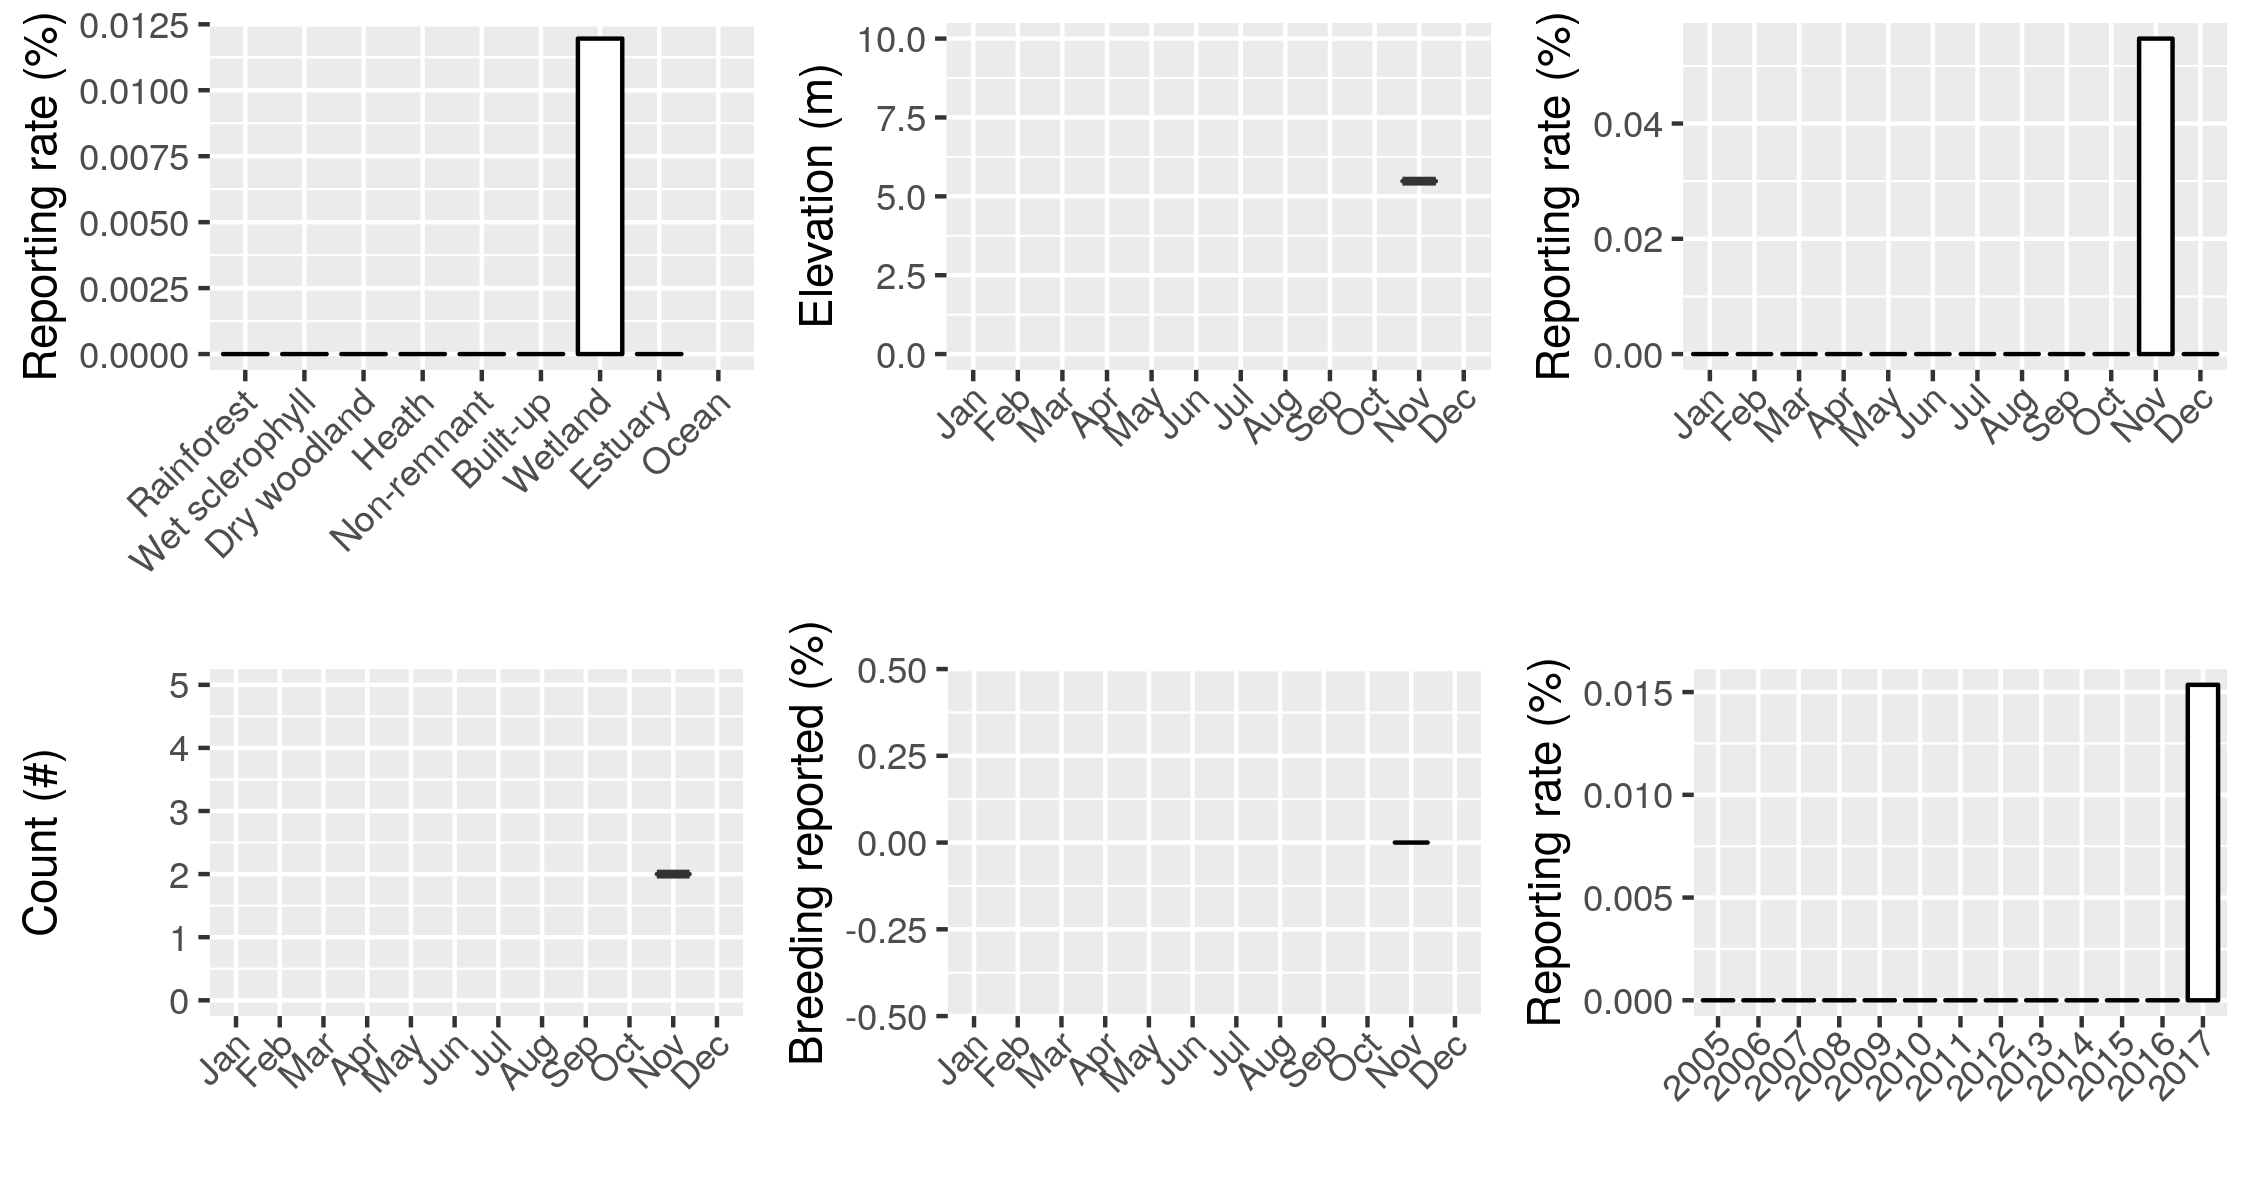 Reporting rate (%)
0.0125
0.0100
0.0075
0.0050
0.0025
0.0000
Rainforest
Wet sclerophyll
Dry woodland
Heath
Non-remnant
Built-up
Wetland
Estuary
Ocean
Elevation (m)
10.0
7.5
5.0
2.5
0.0
Jan
Feb
Mar
Apr
May
Jun
Jul
Aug
Sep
Oct
Nov
Dec
Reporting rate (%)
0.04
0.02
0.00
Jan
Feb
Mar
Apr
May
Jun
Jul
Aug
Sep
Oct
Nov
Dec
Count (#)
5
4
3
2
1
0
Jan
Feb
Mar
Apr
May
Jun
Jul
Aug
Sep
Oct
Nov
Dec
Breeding reported (%)
0.50
0.25
0.00
-0.25
-0.50
Jan
Feb
Mar
Apr
May
Jun
Jul
Aug
Sep
Oct
Nov
Dec
Reporting rate (%)
0.015
0.010
0.005
0.000
2005
2006
2007
2008
2009
2010
2011
2012
2013
2014
2015
2016
2017